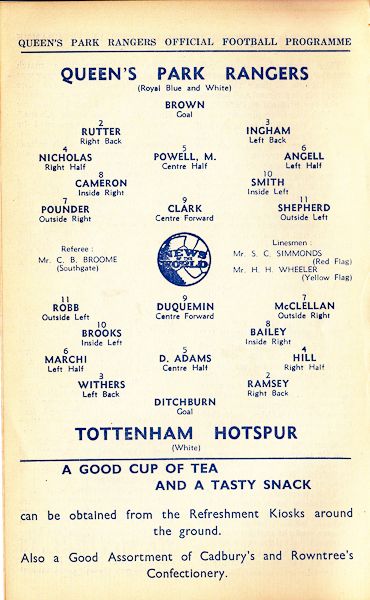 QUEEN'S PARK RANGERS OFFICIAL FOOTBALL PROGRAMME
QUEEN'S PARK RANGERS
(Royal Blue and White)
BROWN
Goal
2 3
RUTTER INGHAM
Right Back Left Back
4 5 6
NICHOLAS POWELL, M. ANGELL
Right Half Centre Half Left Half
8 10
CAMERON SMITH
Inside Right Inside Left
7 9 11
POUNDER CLARK SHEPHERD
Outside Right Centre Forward Outside Left
Referee :
Mr. C. B. BROOME
(Southgate)
NEWS
OF THE
WORLD
Linesmen :
Mr. S. C. SIMMONDS
(Red Flag)
Mr. H. H. WHEELER
(Yellow Flag)
11 9 7
ROBB DUQUEMIN McCLELLAN
Outside Left Centre Forward Outside Right
10 8
BROOKS BAILEY
Inside Left Inside Right
6 5 4
MARCHI D. ADAMS HILL
Left Half Centre Half Right Half
3 2
WITHERS RAMSEY
Left Back Right Back
DITCHBURN
Goal
TOTTENHAM HOTSPUR
(White)
A GOOD CUP OF TEA
AND A TASTY SNACK
can be obtained from the Refreshment Kiosks around
the ground.
Also a Good Assortment of Cadbury's and Rowntree's
Confectionery.